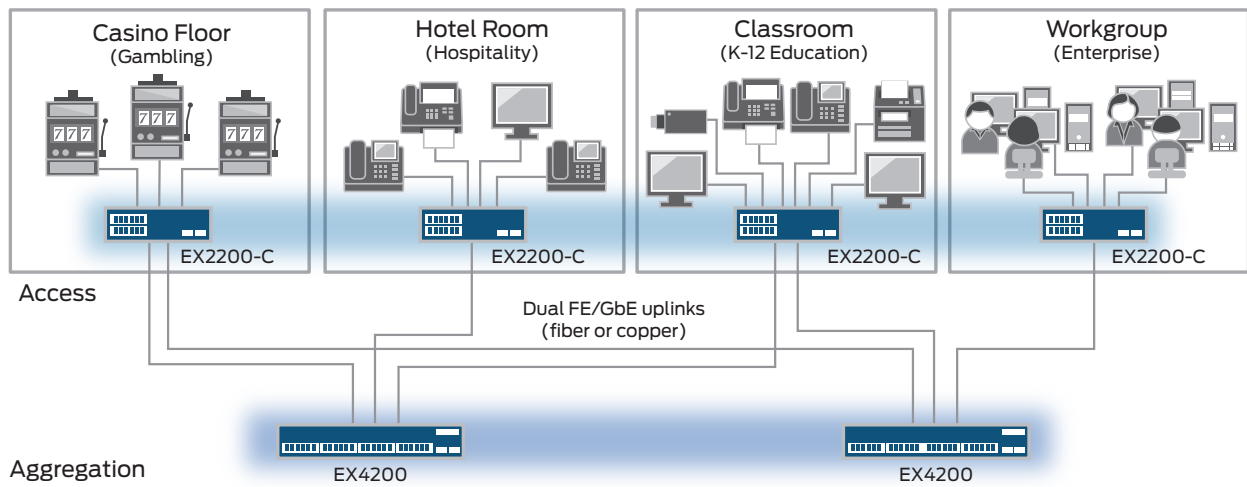 Casino Floor
(Gambling)
777
777
777
EX2200-C
Hotel Room
(Hospitality)
EX2200-C
Classroom
(K-12 Education)
EX2200-C
Workgroup
(Enterprise)
EX2200-C
Access
Dual FE/GbE uplinks
(fiber or copper)
Aggregation
EX4200
EX4200